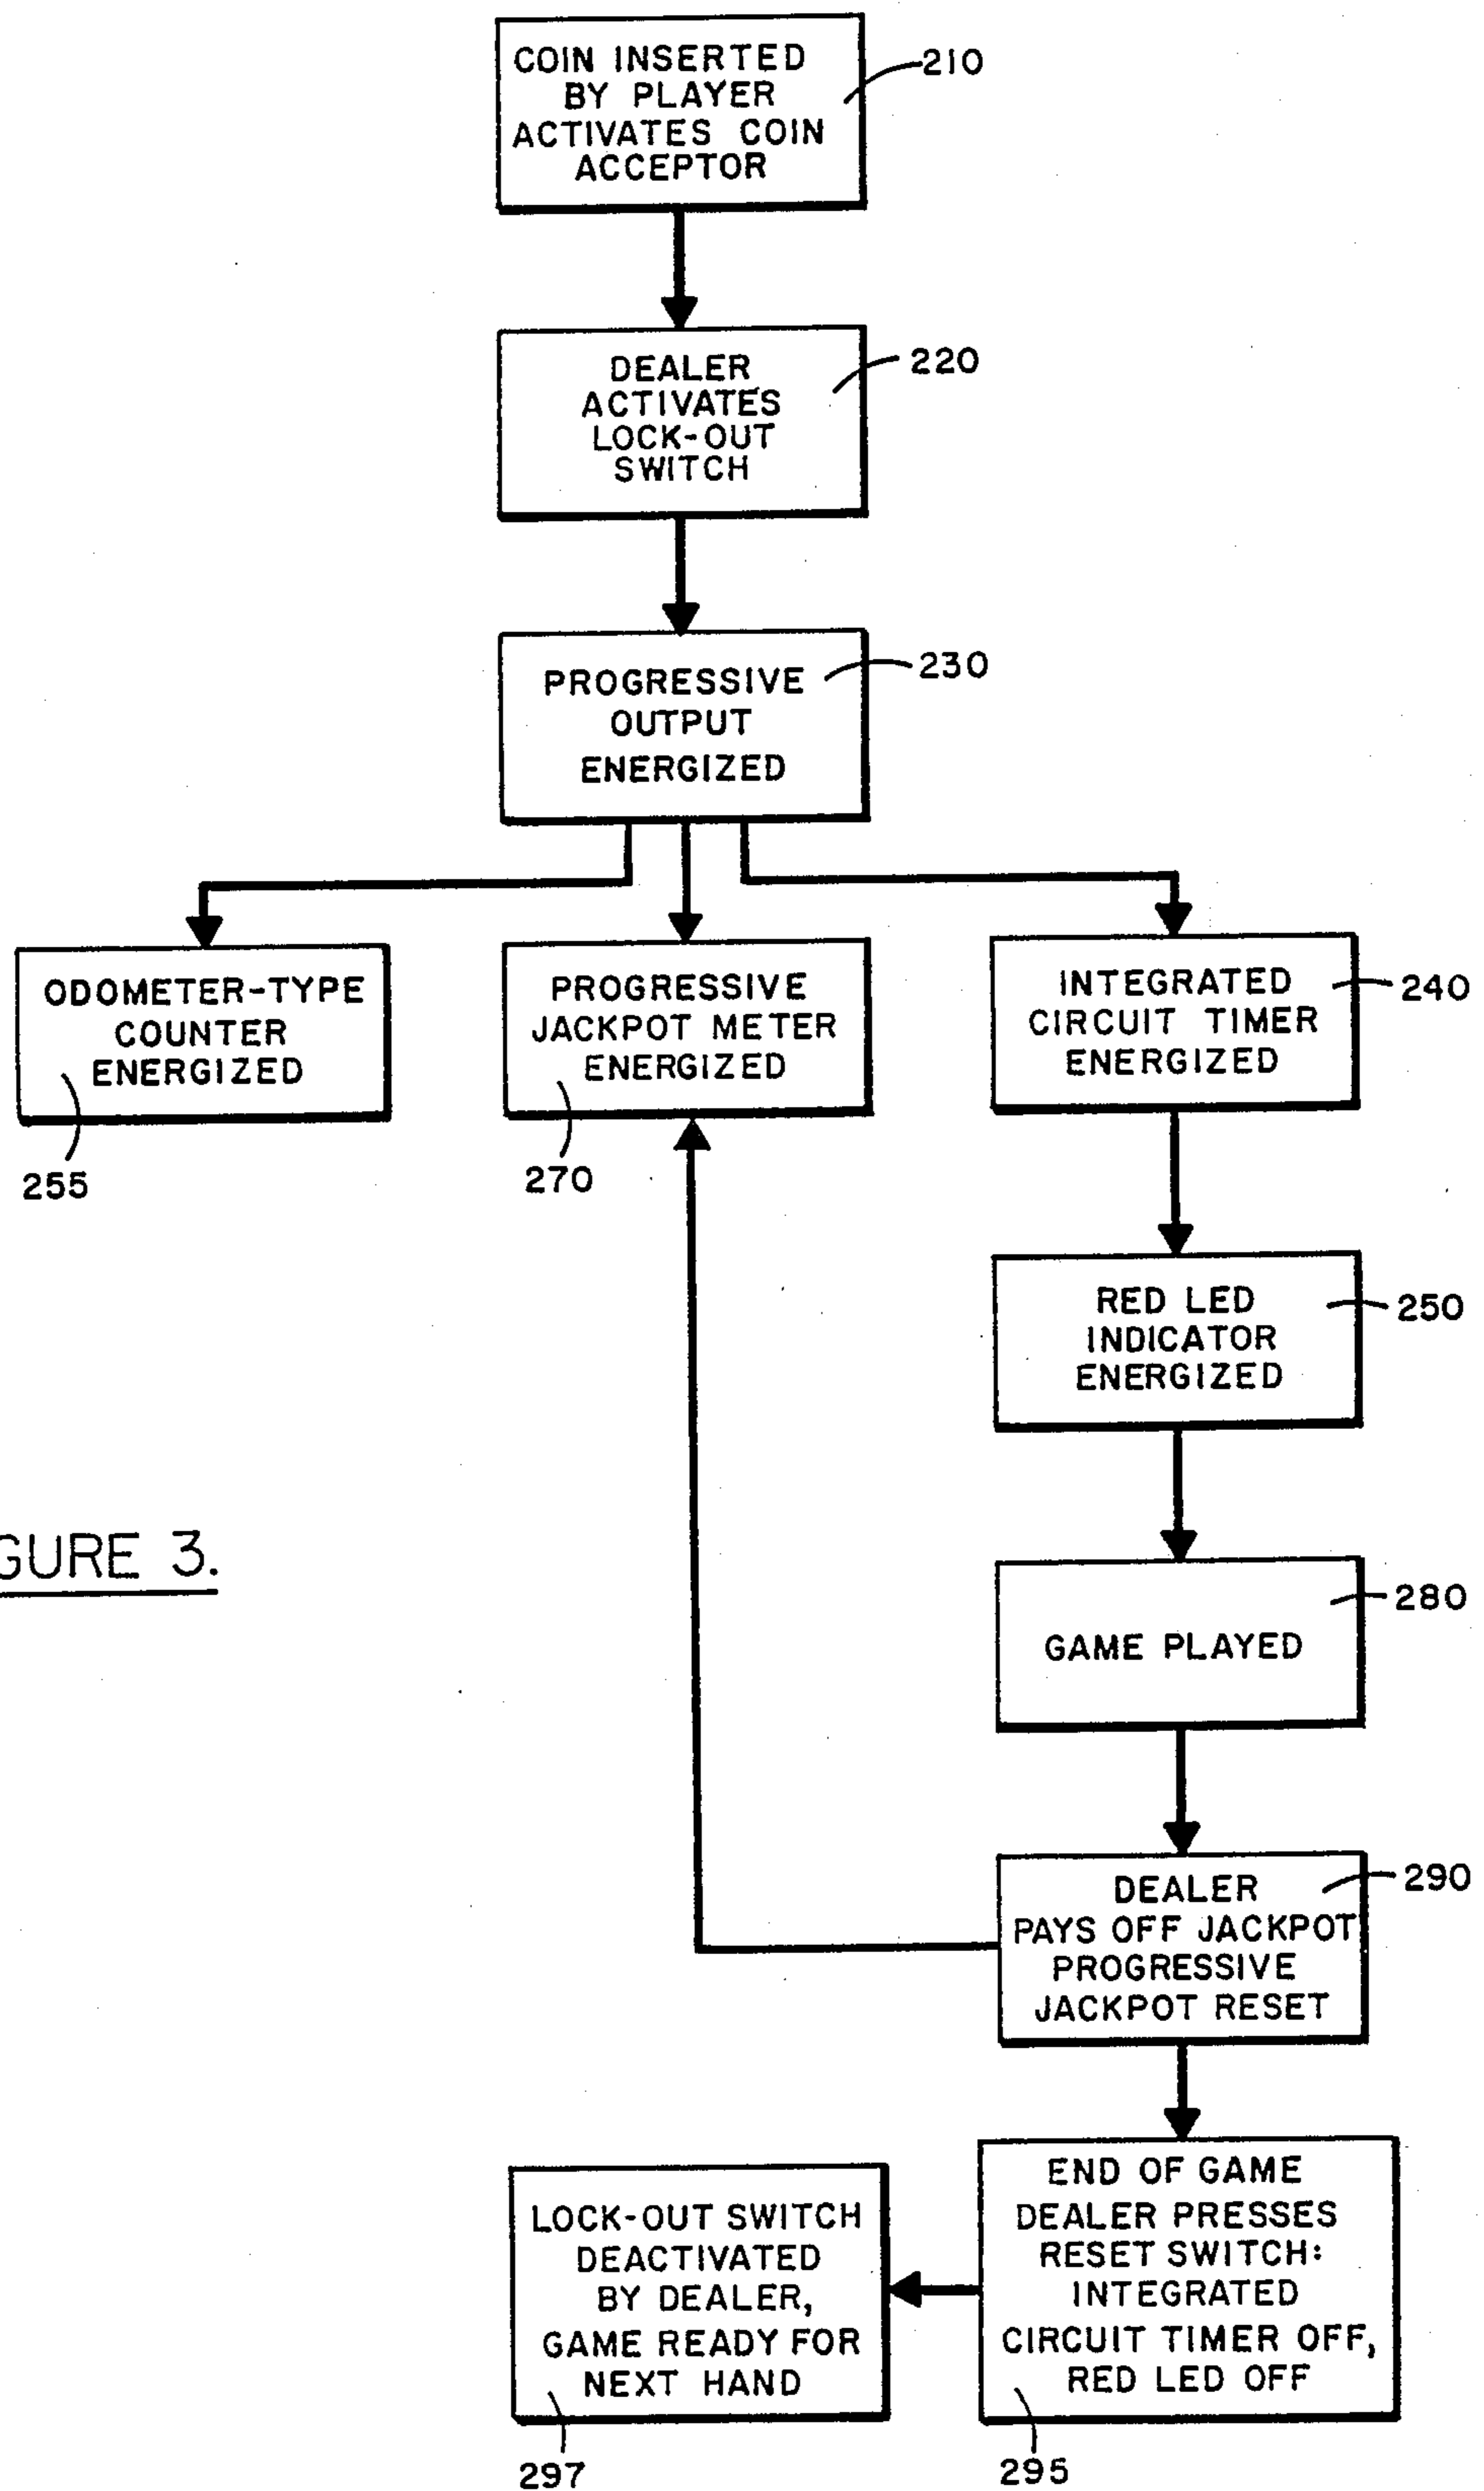 COIN INSERTED
BY PLAYER
ACTIVATES COIN
ACCEPTOR
210
DEALER
ACTIVATES
LOCK-OUT
SWITCH
220
PROGRESSIVE
OUTPUT
ENERGIZED
230
ODOMETER-TYPE
COUNTER
ENERGIZED
255
PROGRESSIVE
JACKPOT METER
ENERGIZED
270
INTEGRATED
CIRCUIT TIMER
ENERGIZED
240
RED LED
INDICATOR
ENERGIZED
250
GURE 3.
GAME PLAYED
280
DEALER
PAYS OFF JACKPOT
PROGRESSIVE
JACKPOT RESET
290
END OF GAME
DEALER PRESSES
RESET SWITCH:
INTEGRATED
CIRCUIT TIMER OFF,
RED LED OFF
295
LOCK-OUT SWITCH
DEACTIVATED
BY DEALER,
GAME READY FOR
NEXT HAND
297